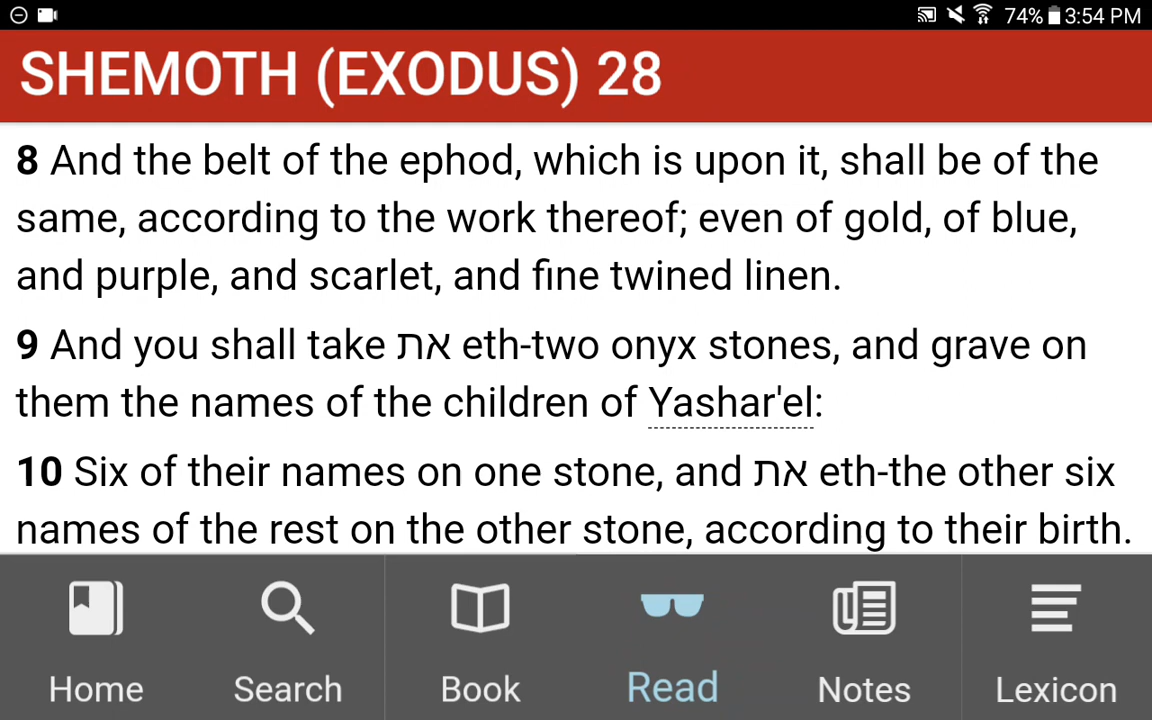 74% 3:54 PM
SHEMOTH (EXODUS) 28
8 And the belt of the ephod, which is upon it, shall be of the
same, according to the work thereof; even of gold, of blue,
and purple, and scarlet, and fine twined linen.
9 And you shall take את eth-two onyx stones, and grave on
them the names of the children of Yashar'el:
10 Six of their names on one stone, and את eth-the other six
names of the rest on the other stone, according to their birth.
Home Search Book Read Notes Lexicon